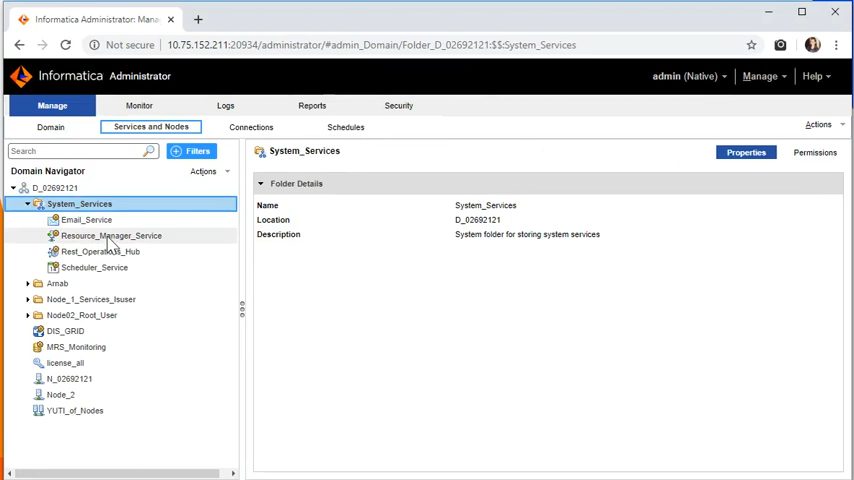 Informatica Administrator: Mana
Not secure 10.75.152.211:20934/administrator/#admin_Domain/Folder_D_02692121:$$:System_Services
Informatica Administrator admin (Native) Manage Help
Manage Monitor Logs Reports Security
Domain Services and Nodes Connections Schedules Actions
Search Filters
System_Services Properties Permissions
Domain Navigator Actions
Folder Details
D_02692121
System_Services
Email_Service
Resource_Manager_Service
Rest_Operations_Hub
Scheduler_Service
Arnab
Node_1_Services_Isuser
Node02_Root_User
DIS_GRID
MRS_Monitoring
license_all
N_02692121
Node_2
YUTI_of_Nodes
Name System_Services
Location D_02692121
Description System folder for storing system services